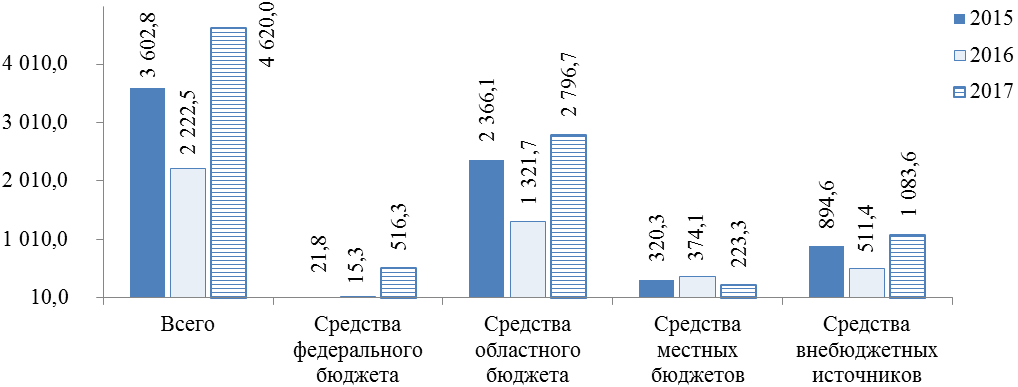 2015
2016
2017
4 010,0
3 010,0
2 010,0
1 010,0
10,0
3 602,8
2 222,5
4 620,0
21,8
15,3
516,3
2 366,1
1 321,7
2 796,7
320,3
374,1
223,3
894,6
511,4
1 083,6
Всего
Средства
федерального
бюджета
Средства
областного
бюджета
Средства
местных
бюджетов
Средства
внебюджетных
источников